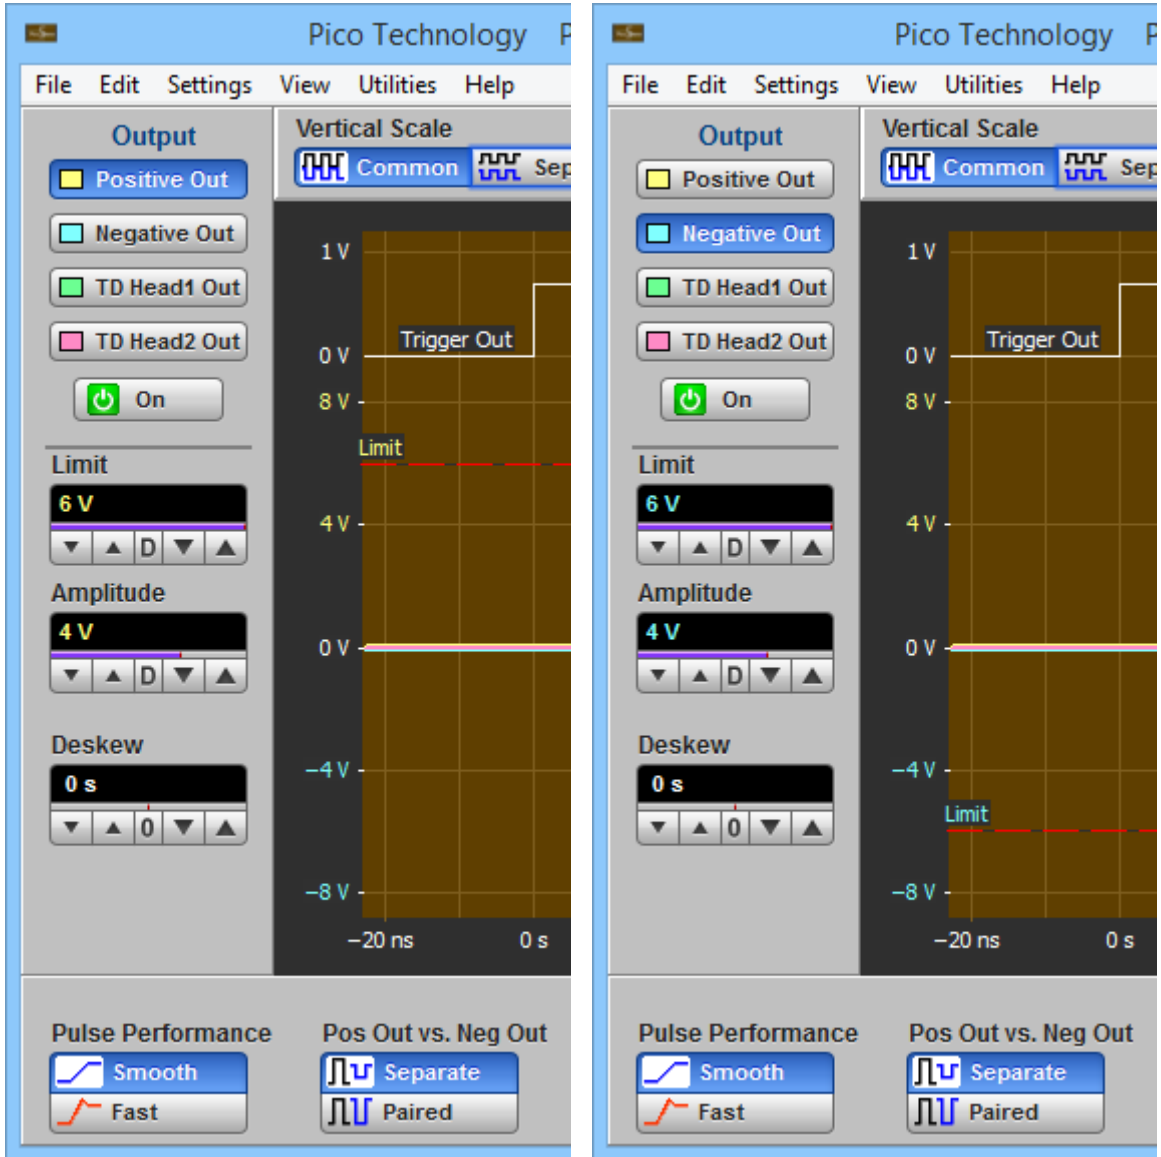 Pico Technology P
File Edit Settings View Utilities Help
Output
Positive Out
Negative Out
TD Head1 Out
TD Head2 Out
On
Limit
6 V
D
Amplitude
4 V
D
Deskew
0 s
0
Vertical Scale
Common Sep
1 V
Trigger Out
0 V
8 V
Limit
4 V
0 V
−4 V
−8 V
−20 ns 0 s
Pulse Performance
Smooth
Fast
Pos Out vs. Neg Out
Separate
Paired
Pico Technology P
File Edit Settings View Utilities Help
Output
Positive Out
Negative Out
TD Head1 Out
TD Head2 Out
On
Limit
6 V
D
Amplitude
4 V
D
Deskew
0 s
0
Vertical Scale
Common Sep
1 V
Trigger Out
0 V
8 V
4 V
0 V
−4 V
Limit
−8 V
−20 ns 0 s
Pulse Performance
Smooth
Fast
Pos Out vs. Neg Out
Separate
Paired